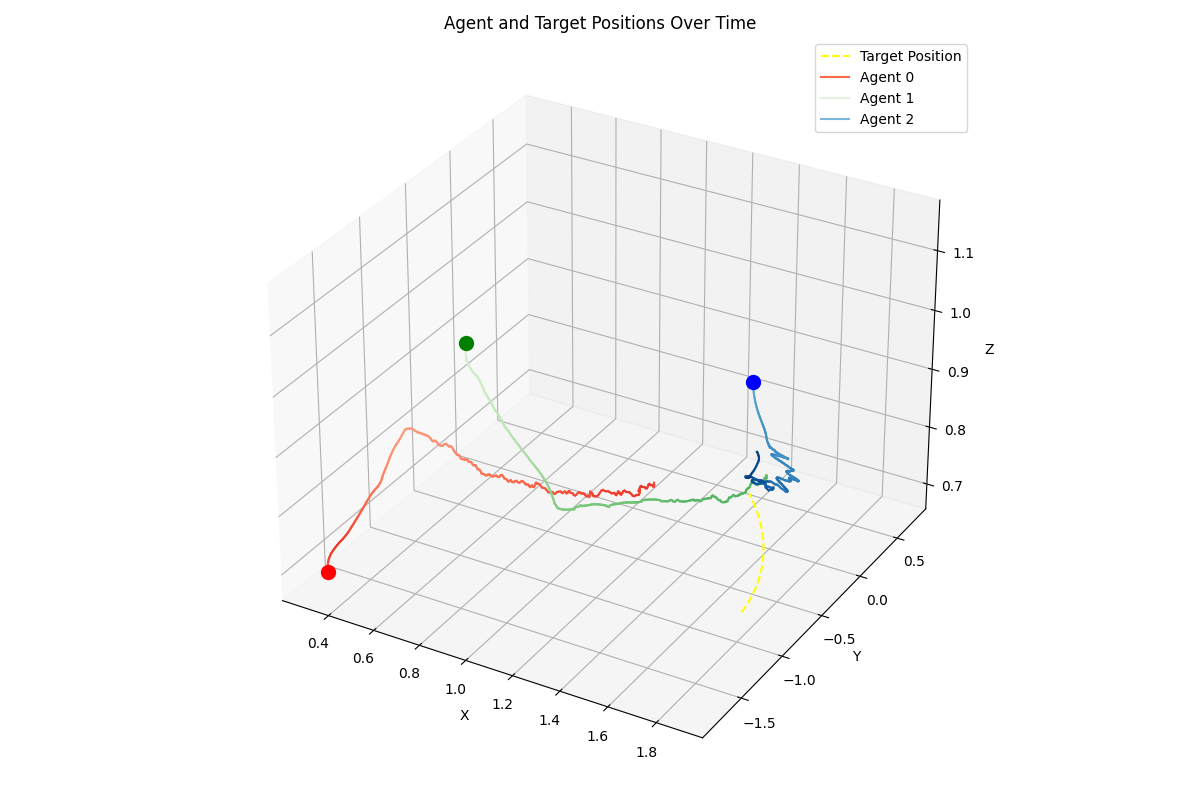 Agent and Target Positions Over Time
Target Position
Agent 0
Agent 1
Agent 2
1.1
1.0
Z
0.9
0.8
0.7
0.5
0.0
−0.5
Y
−1.0
−1.5
0.4
0.6
0.8
1.0
1.2
X
1.4
1.6
1.8